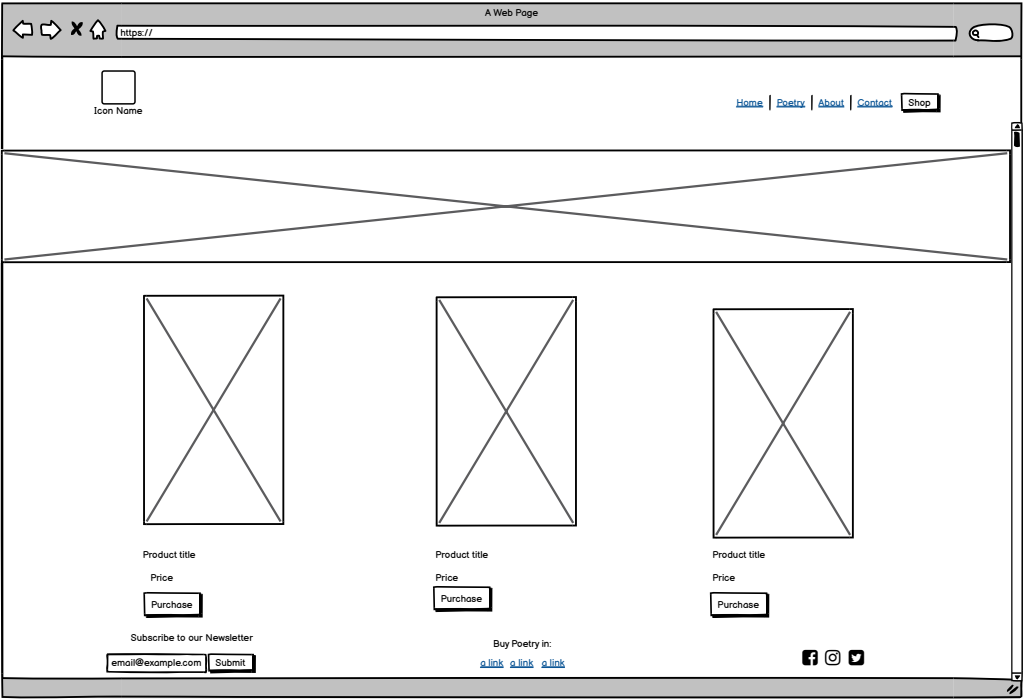 A Web Page
https://
Icon Name
Home Poetry About Contact Shop
Product title Product title Product title
Price Price Price
Purchase Purchase Purchase
Subscribe to our Newsletter
Buy Poetry in:
email@example.com Submit
a link a link a link